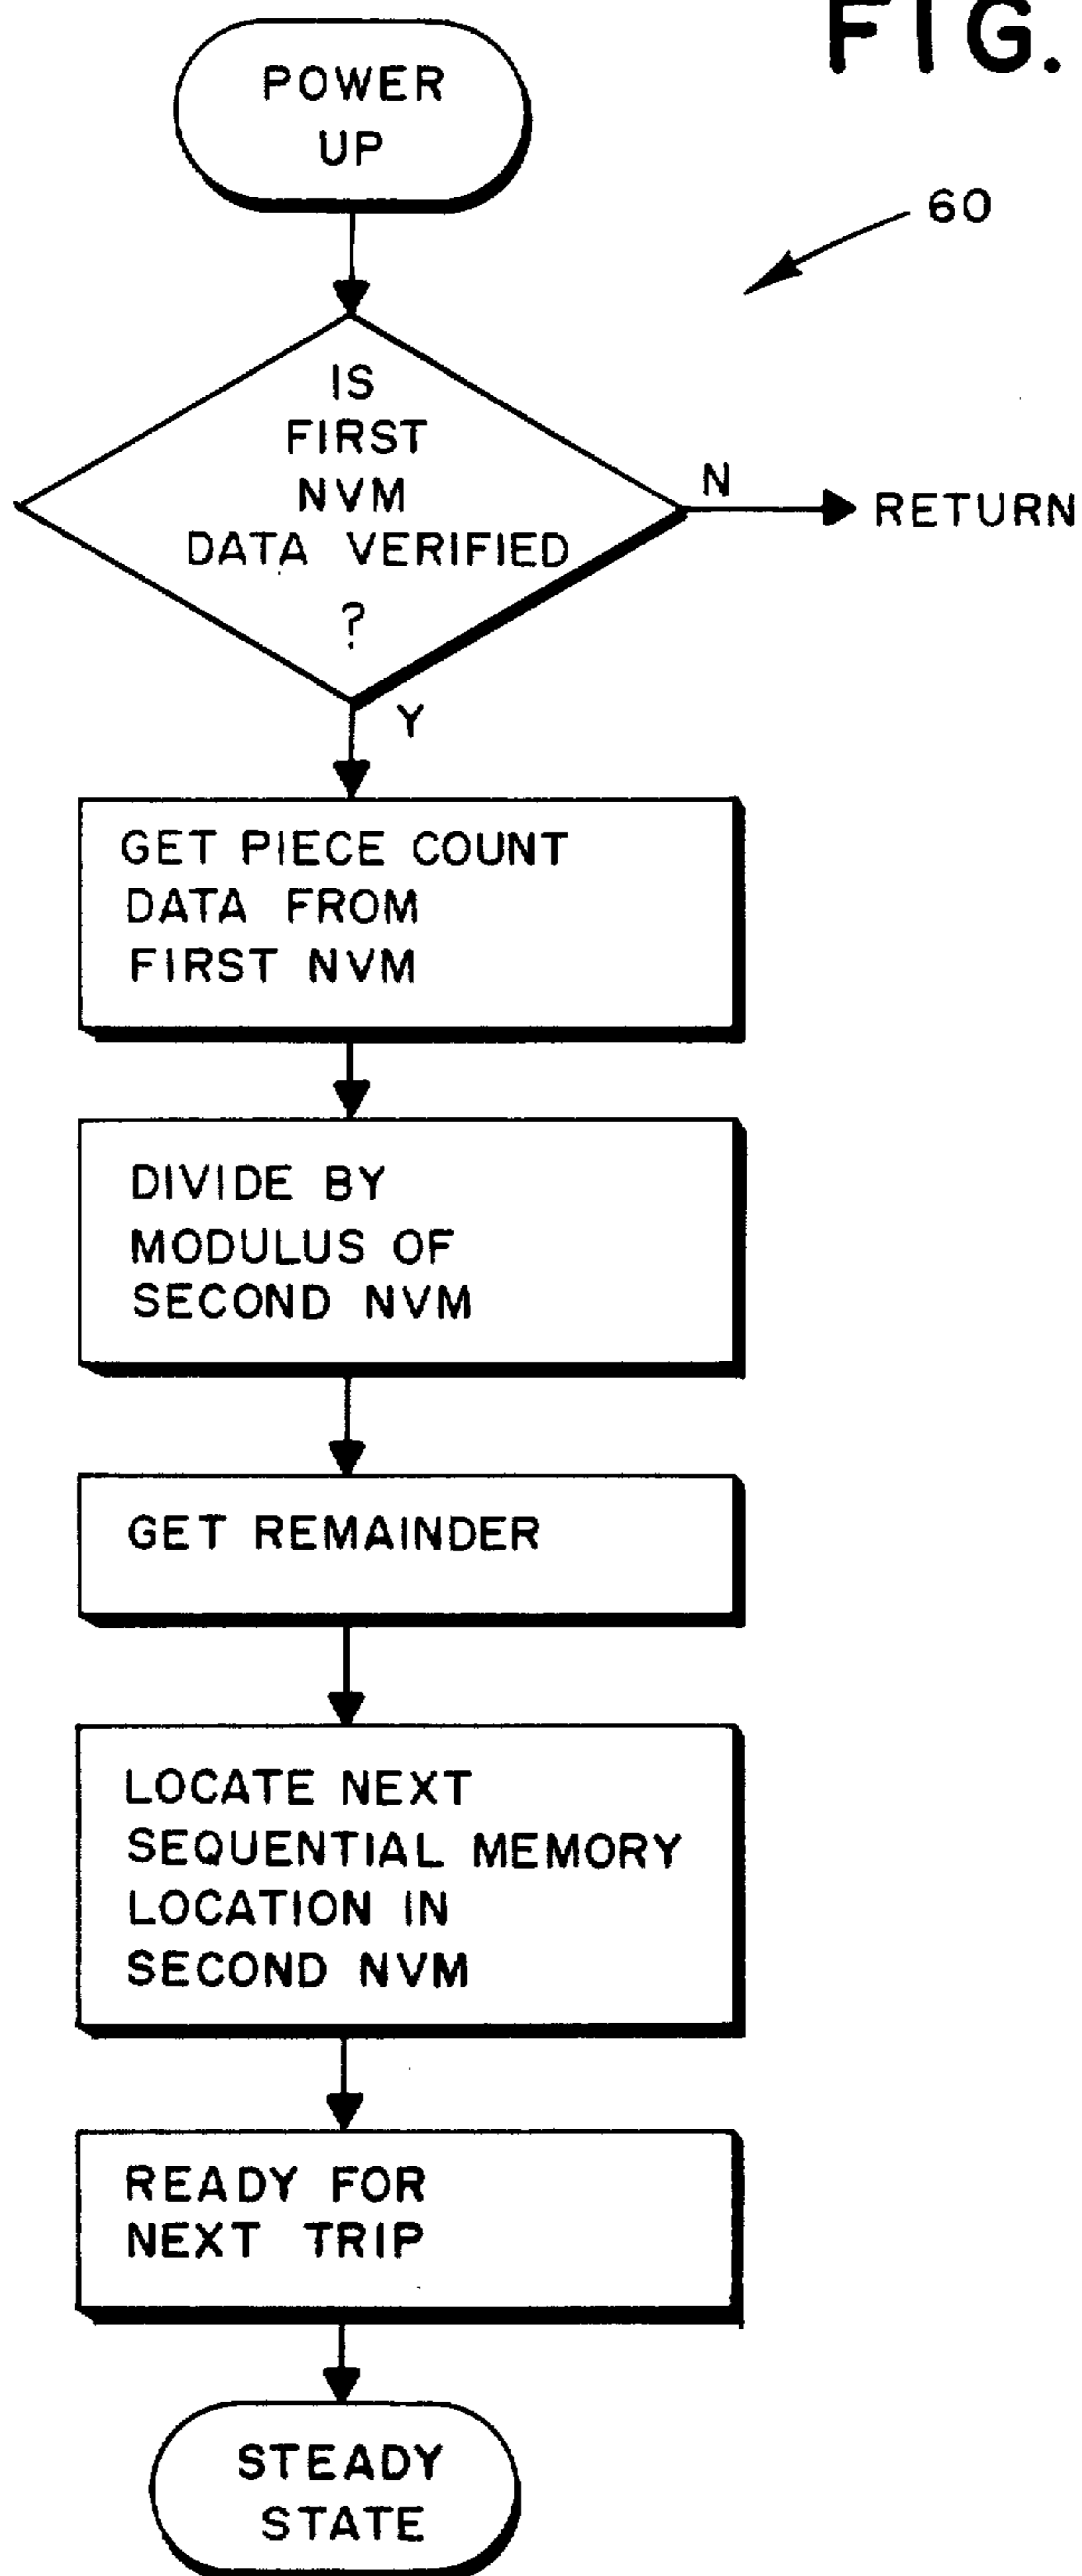 FIG.
POWER
UP
60
IS
FIRST
NVM
DATA VERIFIED
?
N
RETURN
Y
GET PIECE COUNT
DATA FROM
FIRST NVM
DIVIDE BY
MODULUS OF
SECOND NVM
GET REMAINDER
LOCATE NEXT
SEQUENTIAL MEMORY
LOCATION IN
SECOND NVM
READY FOR
NEXT TRIP
STEADY
STATE